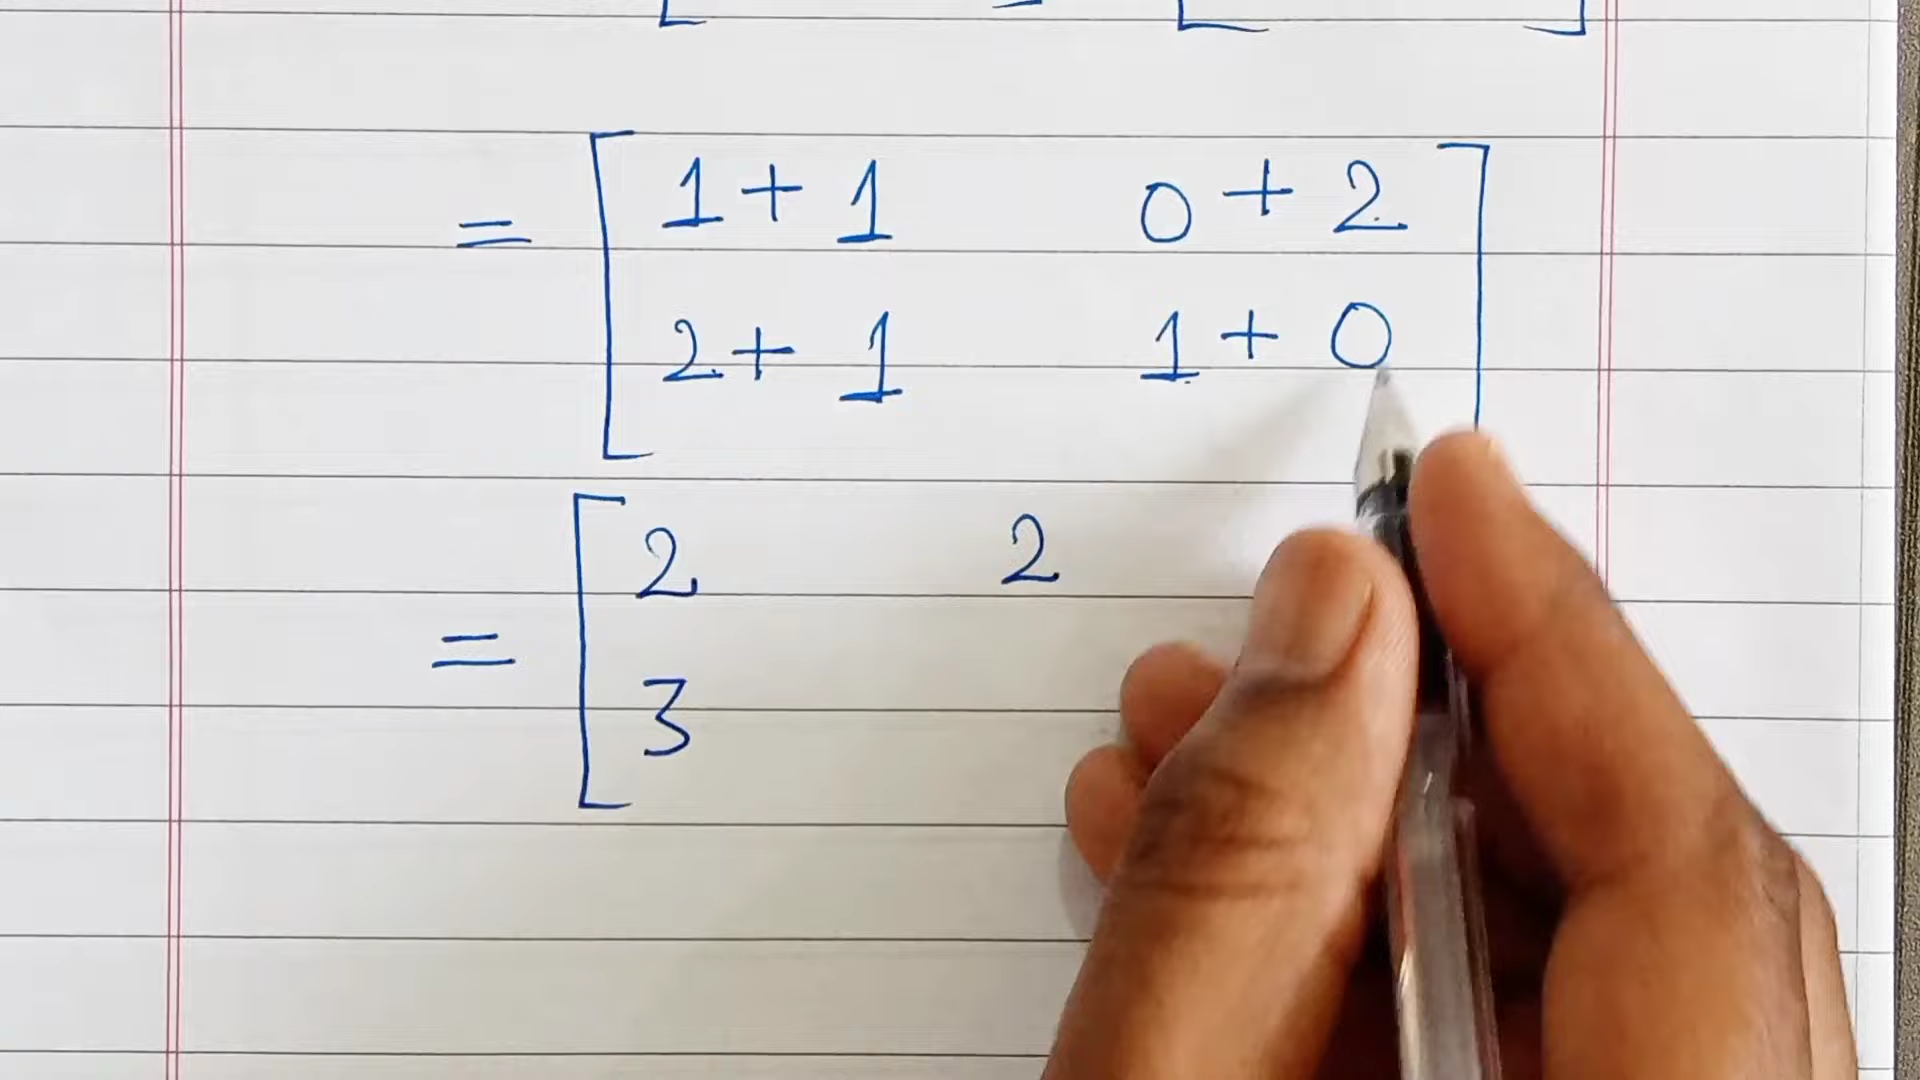 = [ 1 + 1 0 + 2 ]
2 + 1 1 + 0
= [ 2 2
3